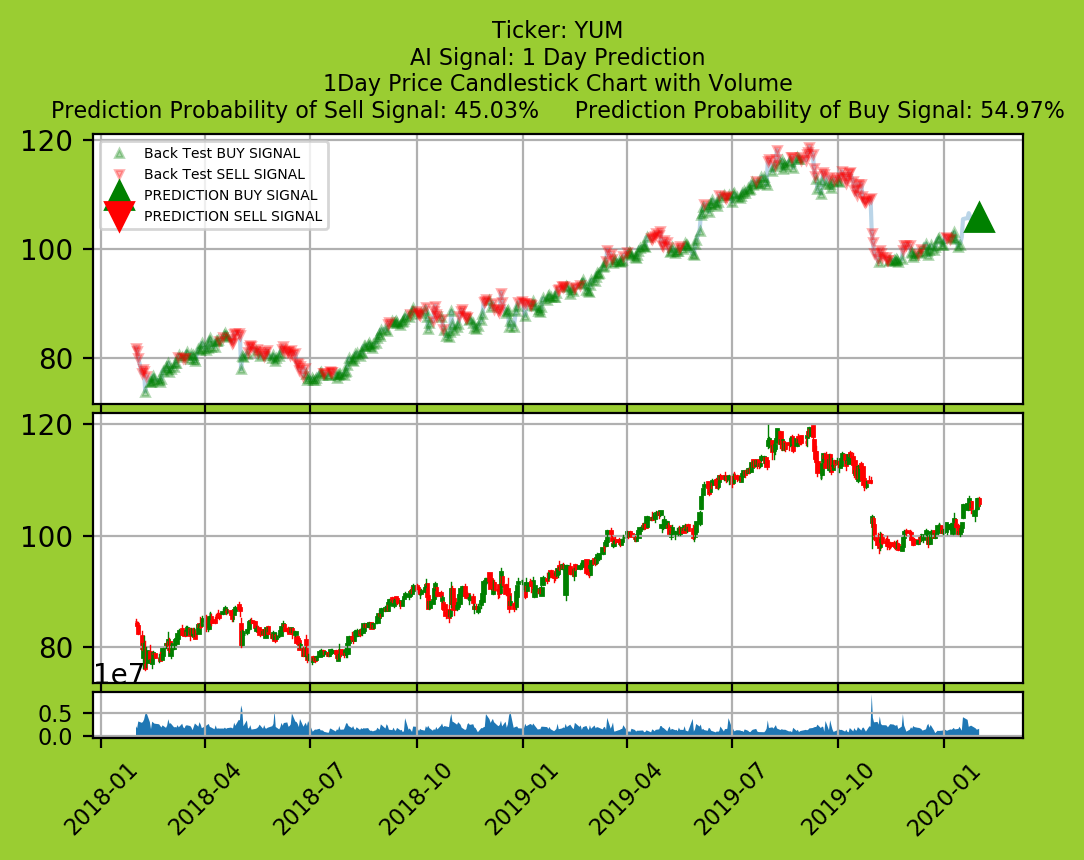 Ticker: YUM
AI Signal: 1 Day Prediction
1Day Price Candlestick Chart with Volume
Prediction Probability of Sell Signal: 45.03%     Prediction Probability of Buy Signal: 54.97%
Back Test BUY SIGNAL
Back Test SELL SIGNAL
PREDICTION BUY SIGNAL
PREDICTION SELL SIGNAL
120
100
80
120
100
80
1e7
0.5
0.0
2018-01 2018-04 2018-07 2018-10 2019-01 2019-04 2019-07 2019-10 2020-01